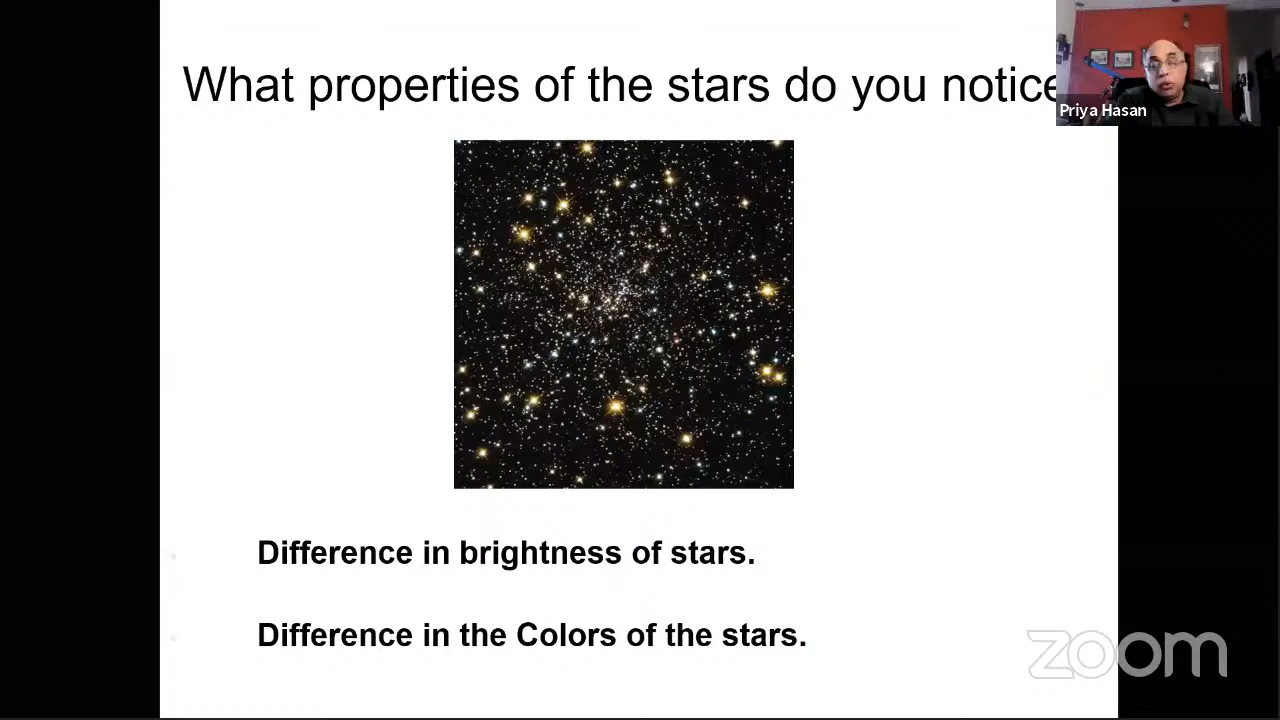 What properties of the stars do you notice
Priya Hasan
Difference in brightness of stars.
Difference in the Colors of the stars.
zoom